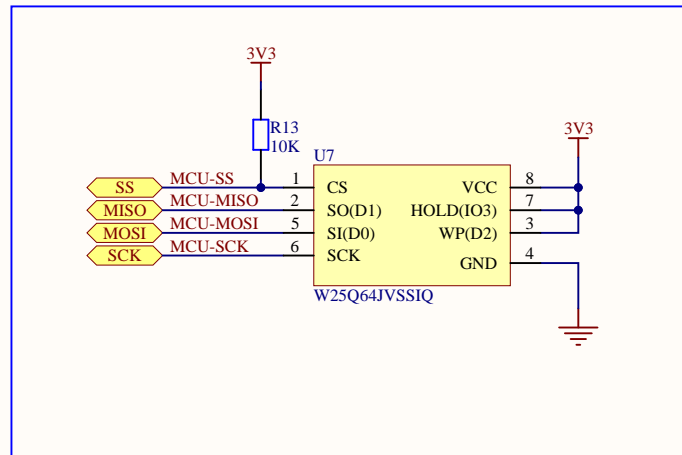 3V3
R13
10K
3V3
U7
SS MCU-SS 1 CS VCC 8
MISO MCU-MISO 2 SO(D1) HOLD(IO3) 7
MOSI MCU-MOSI 5 SI(D0) WP(D2) 3
SCK MCU-SCK 6 SCK GND 4
W25Q64JVSSIQ